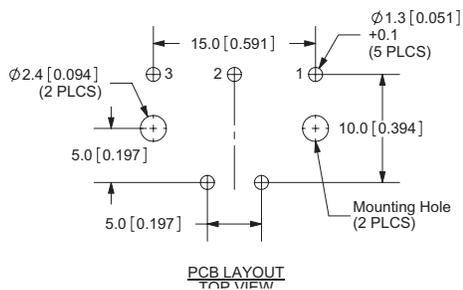 Ø1.3 [0.051]
+0.1
(5 PLCS)
15.0 [0.591]
3
2
1
Ø2.4 [0.094]
(2 PLCS)
10.0 [0.394]
5.0 [0.197]
5.0 [0.197]
Mounting Hole
(2 PLCS)
PCB LAYOUT
TOP VIEW